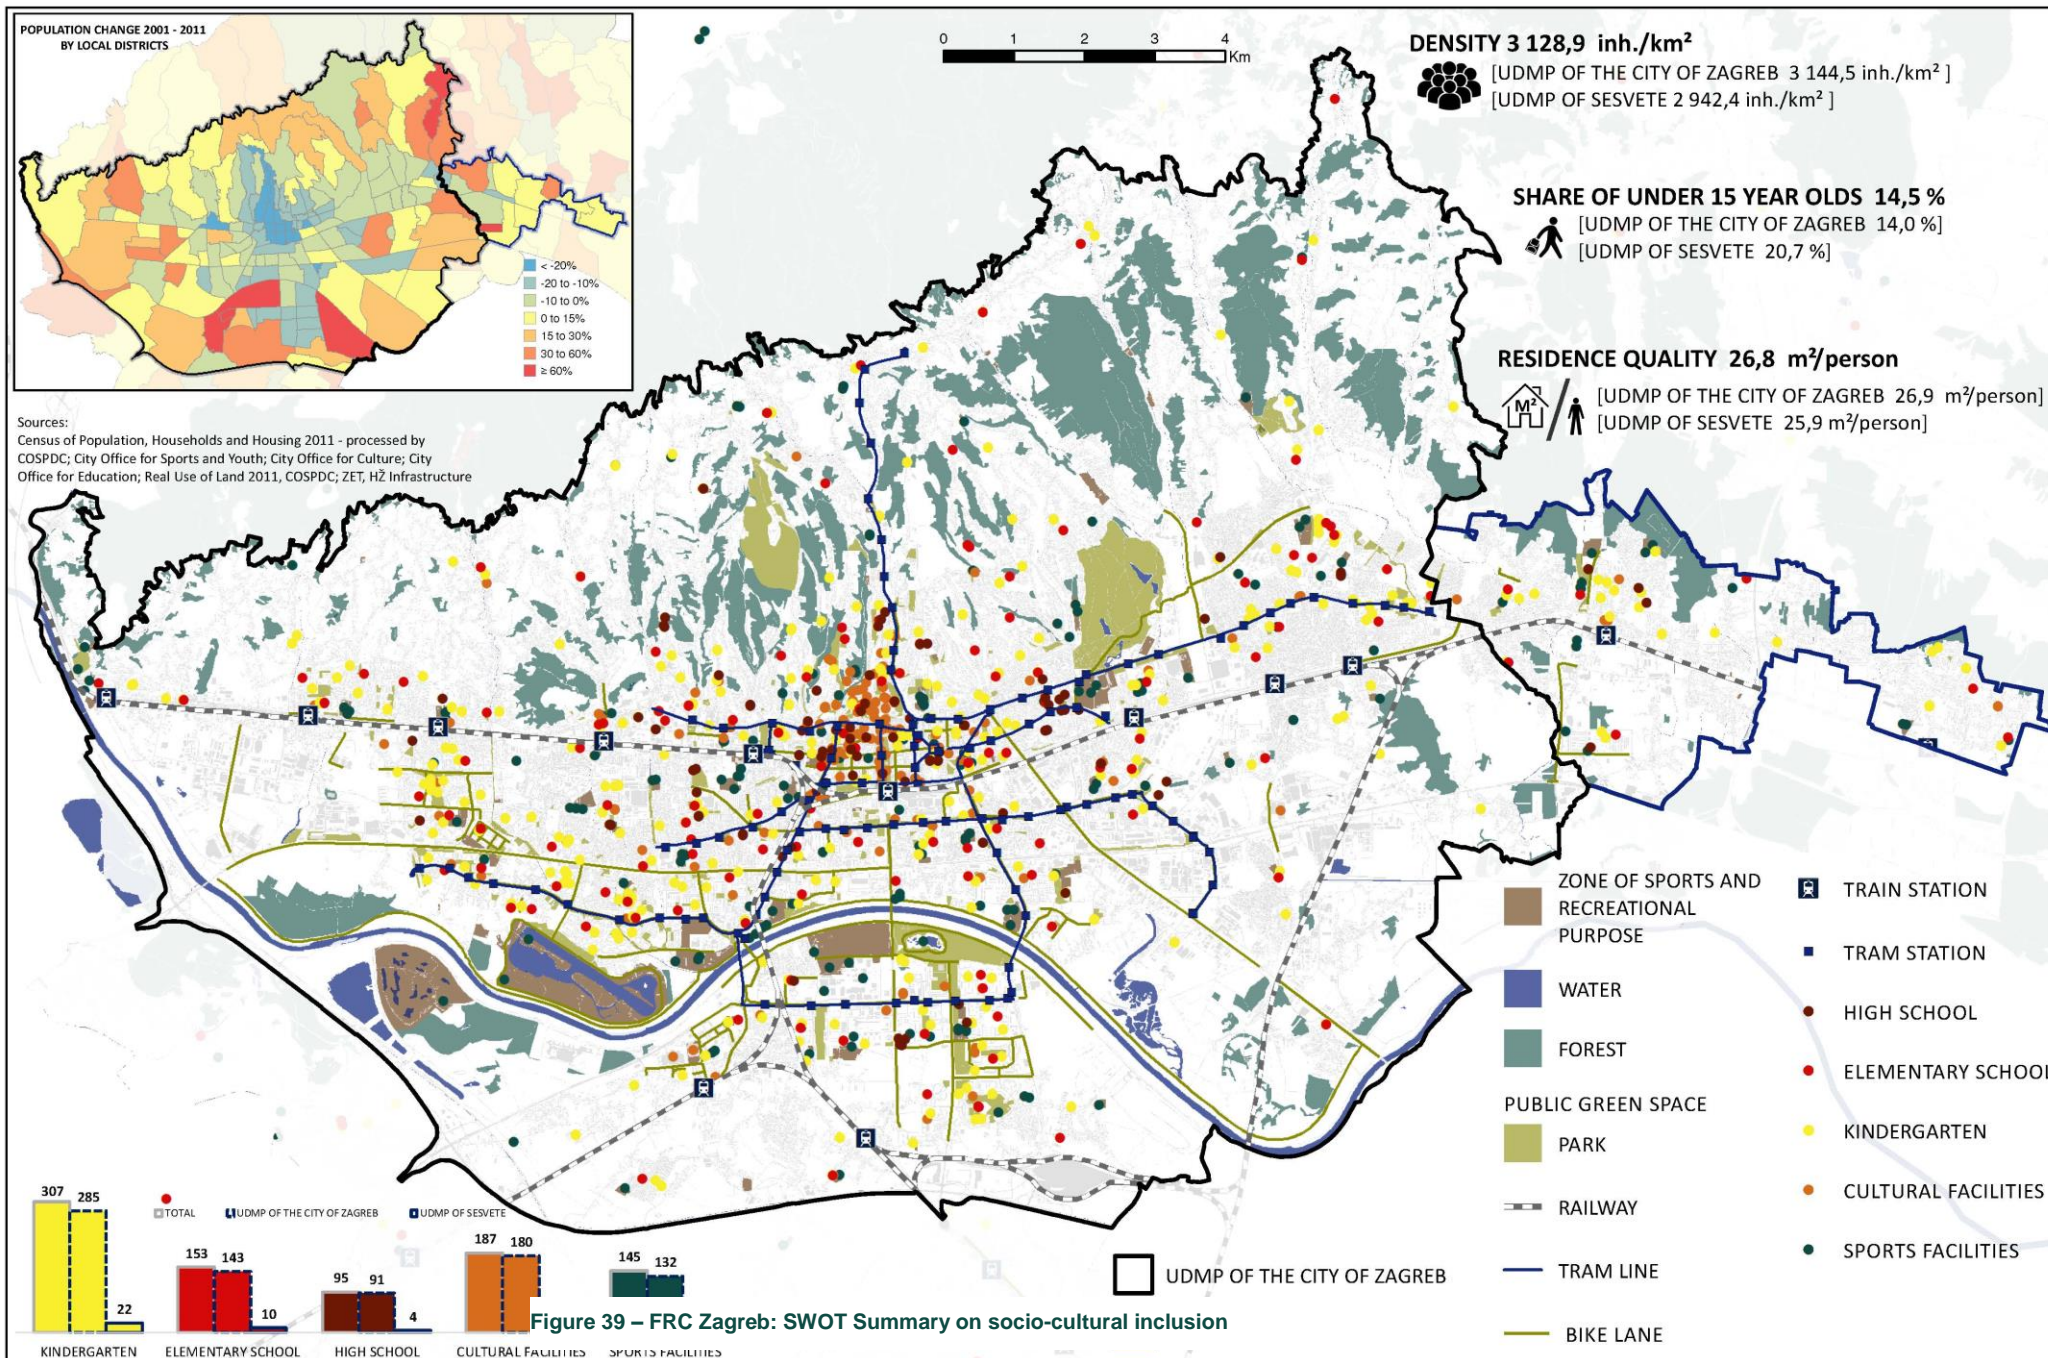 POPULATION CHANGE 2001 - 2011
BY LOCAL DISTRICTS
< -20%
-20 to -10%
-10 to 0%
0 to 15%
15 to 30%
30 to 60%
≥ 60%
Sources:
Census of Population, Households and Housing 2011 - processed by
COSPDC; City Office for Sports and Youth; City Office for Culture; City
Office for Education; Real Use of Land 2011, COSPDC; ZET, HŽ Infrastructure
0 1 2 3 4
Km
DENSITY 3 128,9 inh./km²
[UDMP OF THE CITY OF ZAGREB 3 144,5 inh./km² ]
[UDMP OF SESVETE 2 942,4 inh./km² ]
SHARE OF UNDER 15 YEAR OLDS 14,5 %
[UDMP OF THE CITY OF ZAGREB 14,0 %]
[UDMP OF SESVETE 20,7 %]
RESIDENCE QUALITY 26,8 m²/person
M²
[UDMP OF THE CITY OF ZAGREB 26,9 m²/person]
[UDMP OF SESVETE 25,9 m²/person]
ZONE OF SPORTS AND
RECREATIONAL
PURPOSE
WATER
FOREST
PUBLIC GREEN SPACE
PARK
RAILWAY
TRAM LINE
BIKE LANE
TRAIN STATION
TRAM STATION
HIGH SCHOOL
ELEMENTARY SCHOOL
KINDERGARTEN
CULTURAL FACILITIES
SPORTS FACILITIES
UDMP OF THE CITY OF ZAGREB
TOTAL UDMP OF THE CITY OF ZAGREB UDMP OF SESVETE
307 285 22
153 143 10
95 91 4
187 180
145 132
KINDERGARTEN ELEMENTARY SCHOOL HIGH SCHOOL CULTURAL FACILITIES SPORTS FACILITIES
Figure 39 – FRC Zagreb: SWOT Summary on socio-cultural inclusion